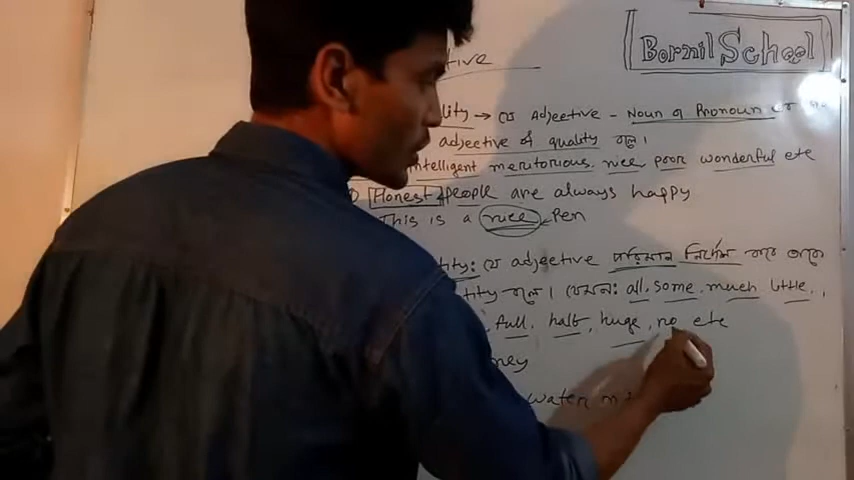 Bornil School
ctive
lity → যে Adjective - Noun বা Pronoun এর
Adjective of quality বলে।
intelligent, meritorious, nice, poor wonderful etc
Honest people are always happy
This is a nice Pen
tity: যে Adjective পরিমান নির্দেশ করে তাকে
tity বলে। যেমন: all, some, much, little,
full, half, huge, no etc
ney
water